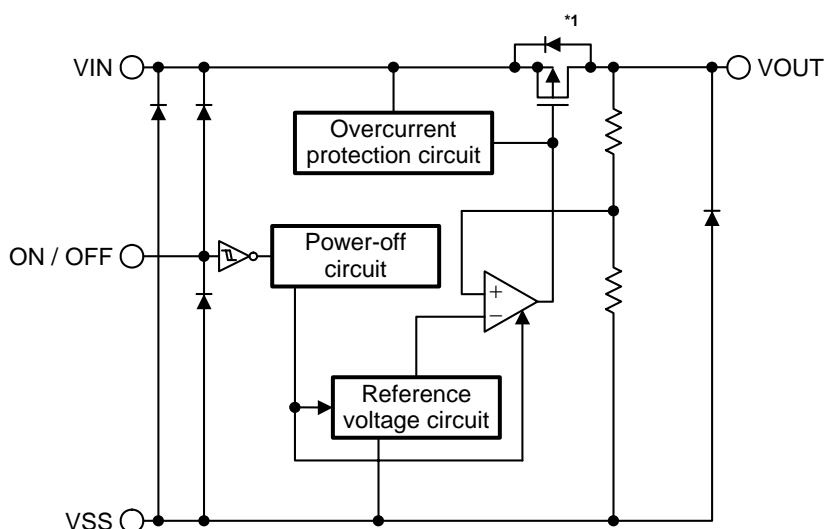 *1
VIN
VOUT
Overcurrent
protection circuit
ON / OFF
Power-off
circuit
+
−
Reference
voltage circuit
VSS